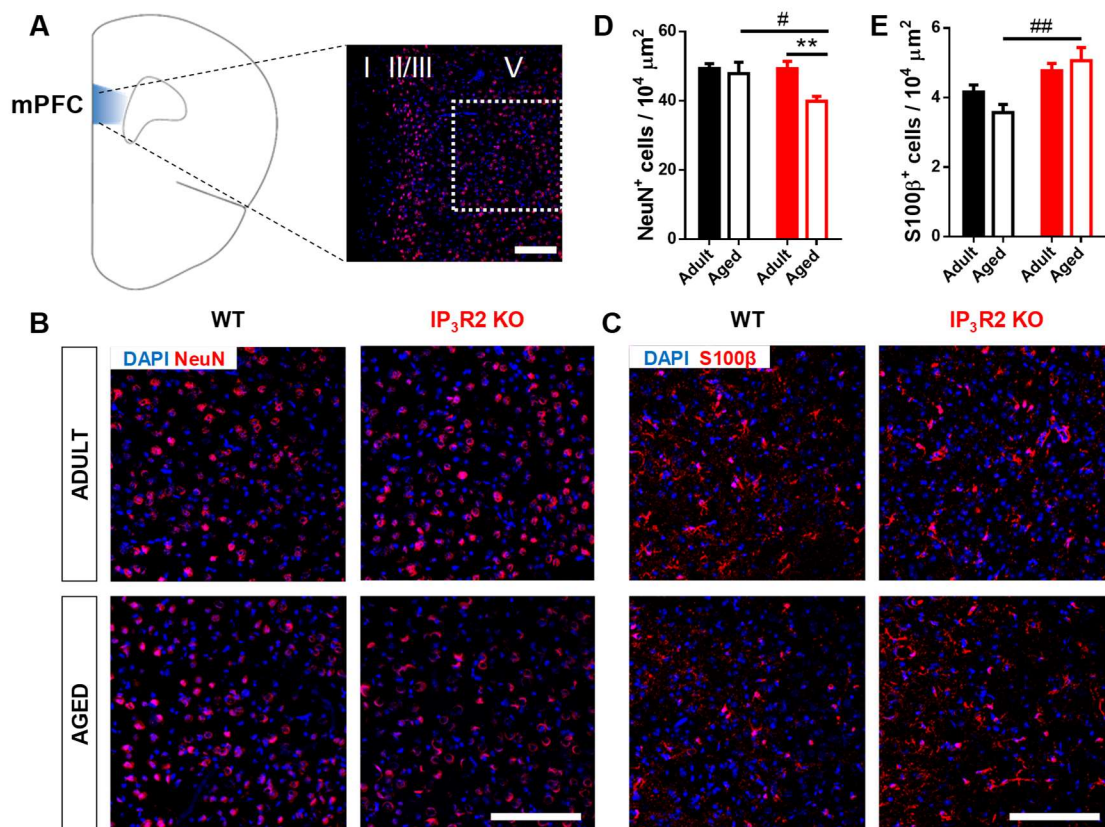 A
mPFC
I II/III V
D
NeuN⁺ cells / 10⁴ μm²
60
40
20
0
#
**
Adult
Aged
Adult
Aged
E
S100β⁺ cells / 10⁴ μm²
6
4
2
0
##
Adult
Aged
Adult
Aged
B
WT
IP₃R2 KO
DAPI NeuN
ADULT
AGED
C
WT
IP₃R2 KO
DAPI S100β